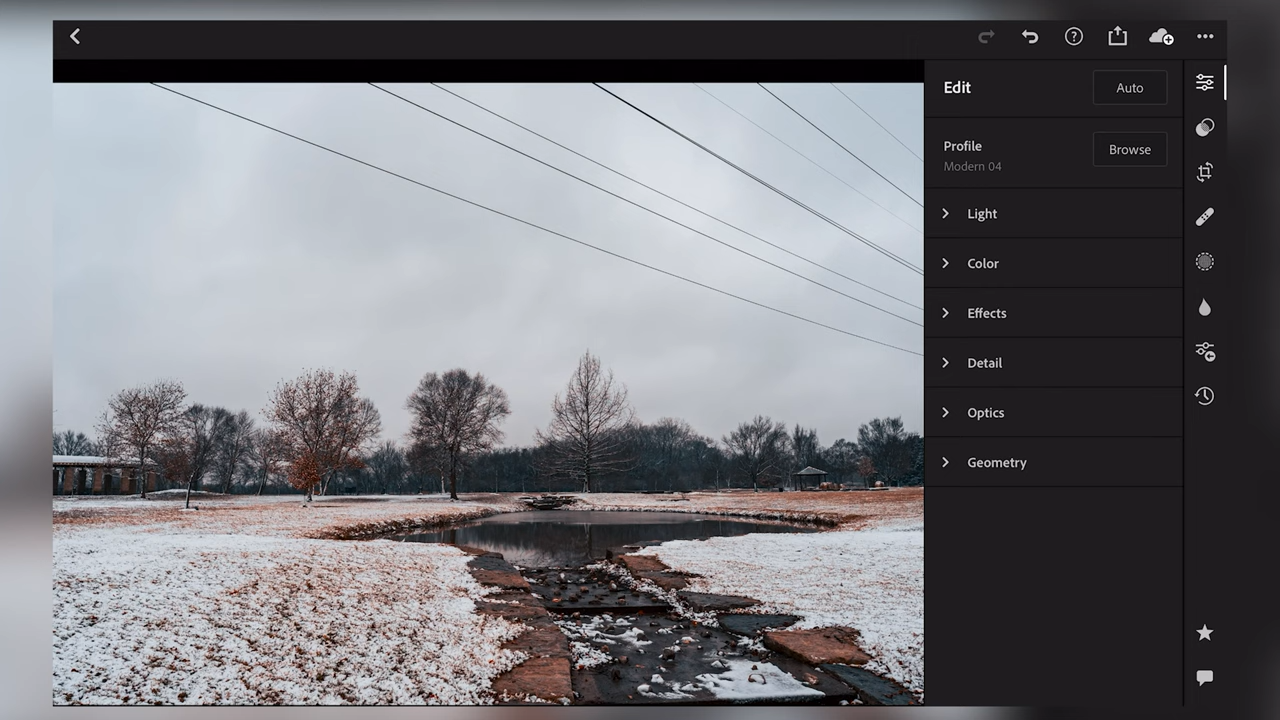 Edit
Auto
Profile
Modern 04
Browse
Light
Color
Effects
Detail
Optics
Geometry